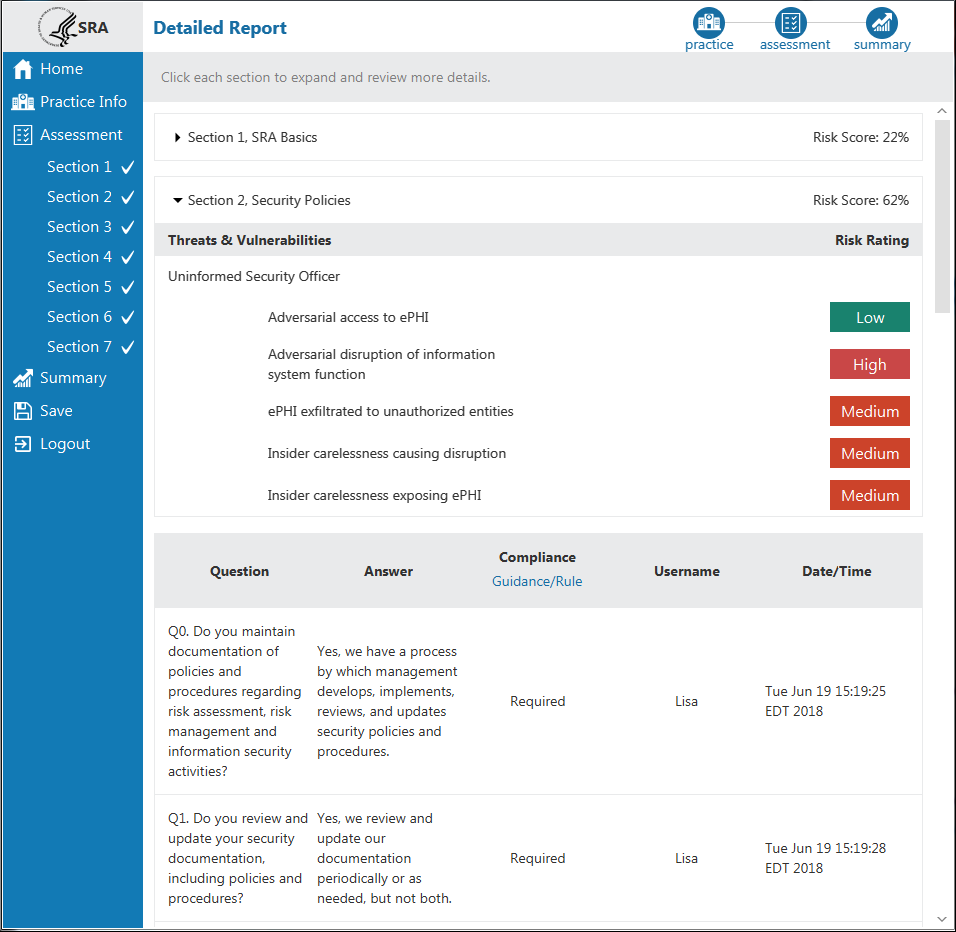 SRA
Detailed Report
practice
assessment
summary
Home
Practice Info
Assessment
Section 1
Section 2
Section 3
Section 4
Section 5
Section 6
Section 7
Summary
Save
Logout
Click each section to expand and review more details.
Section 1, SRA Basics Risk Score: 22%
Section 2, Security Policies Risk Score: 62%
Threats & Vulnerabilities Risk Rating
Uninformed Security Officer
Adversarial access to ePHI Low
Adversarial disruption of information
system function
High
ePHI exfiltrated to unauthorized entities Medium
Insider carelessness causing disruption Medium
Insider carelessness exposing ePHI Medium
Question
Answer
Compliance
Guidance/Rule
Username
Date/Time
Q0. Do you maintain
documentation of
policies and
procedures regarding
risk assessment, risk
management and
information security
activities?
Yes, we have a process
by which management
develops, implements,
reviews, and updates
security policies and
procedures.
Required
Lisa
Tue Jun 19 15:19:25
EDT 2018
Q1. Do you review and
update your security
documentation,
including policies and
procedures?
Yes, we review and
update our
documentation
periodically or as
needed, but not both.
Required
Lisa
Tue Jun 19 15:19:28
EDT 2018